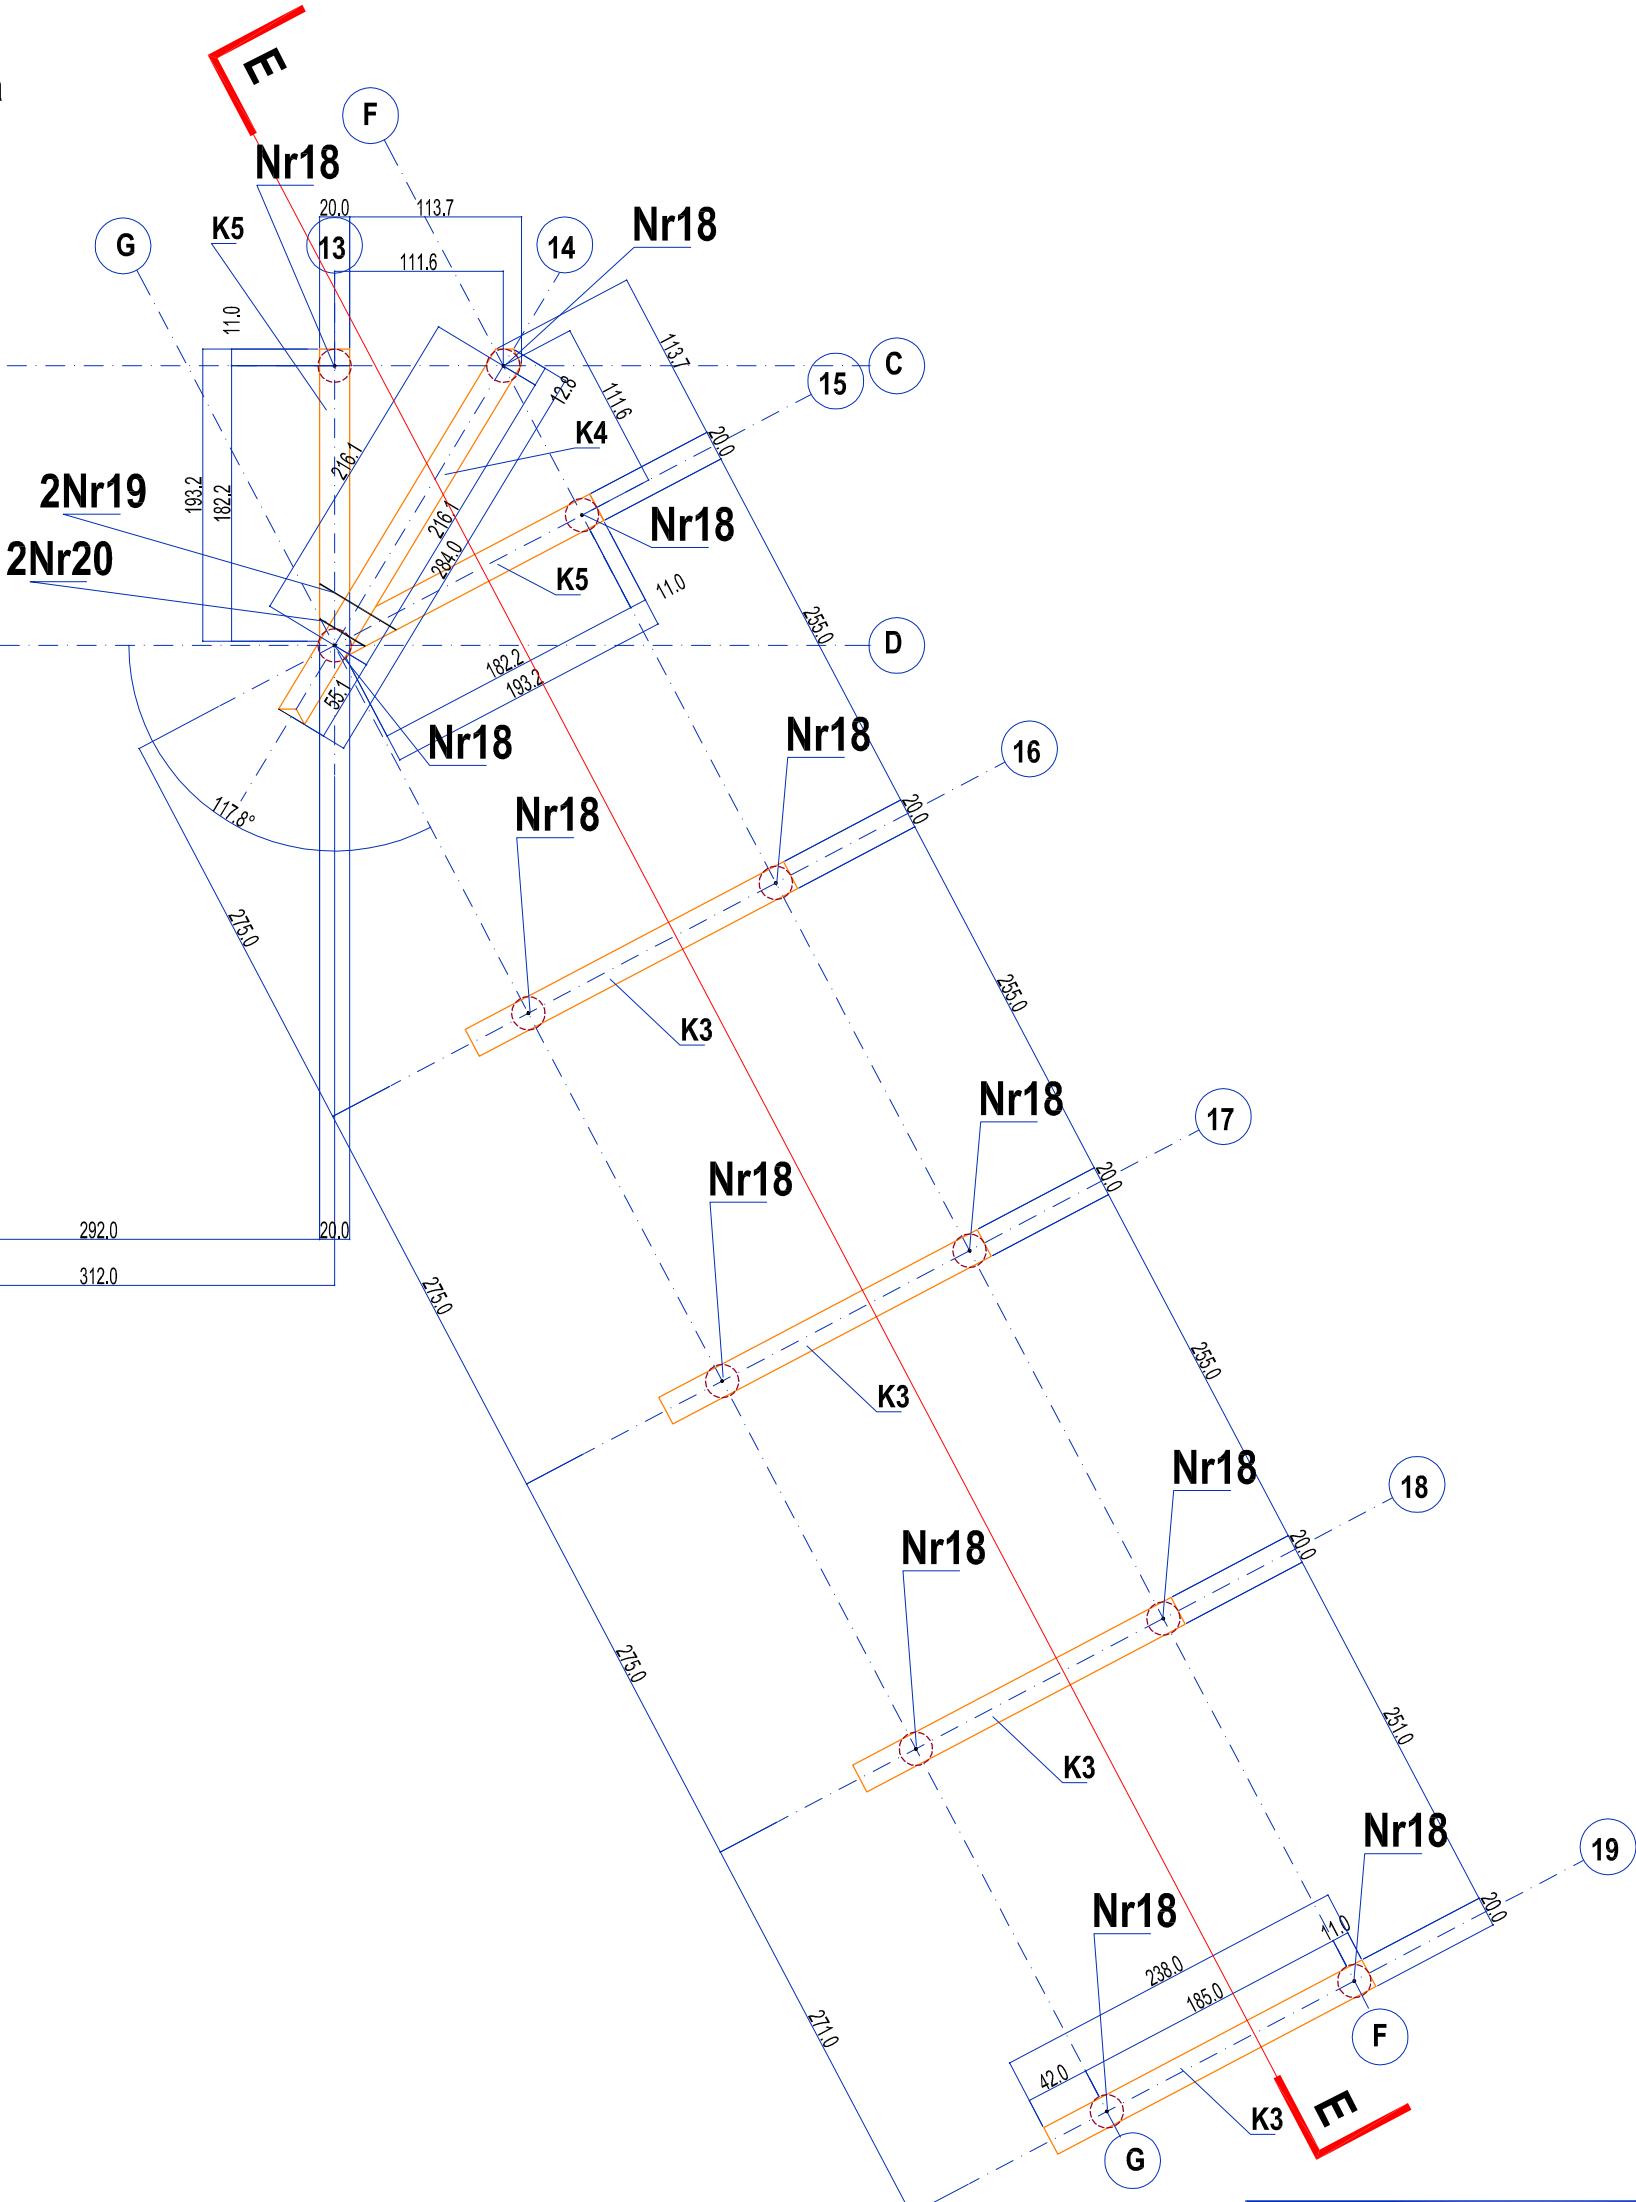 E
F
Nr18
20.0
113.7
K5
Nr18
G
13
14
111.6
11.0
113.7
C
15
12.8
111.6
K4
20.0
216.1
193.2
182.2
2Nr19
216.1
Nr18
284.0
2Nr20
K5
11.0
255.0
D
182.2
193.2
55.1
Nr18
Nr18
16
117.8°
Nr18
20.0
275.0
255.0
K3
Nr18
17
Nr18
20.0
292.0
20.0
312.0
275.0
255.0
K3
Nr18
18
Nr18
20.0
275.0
251.0
K3
Nr18
19
Nr18
20.0
11.0
238.0
185.0
271.0
F
42.0
K3
E
G